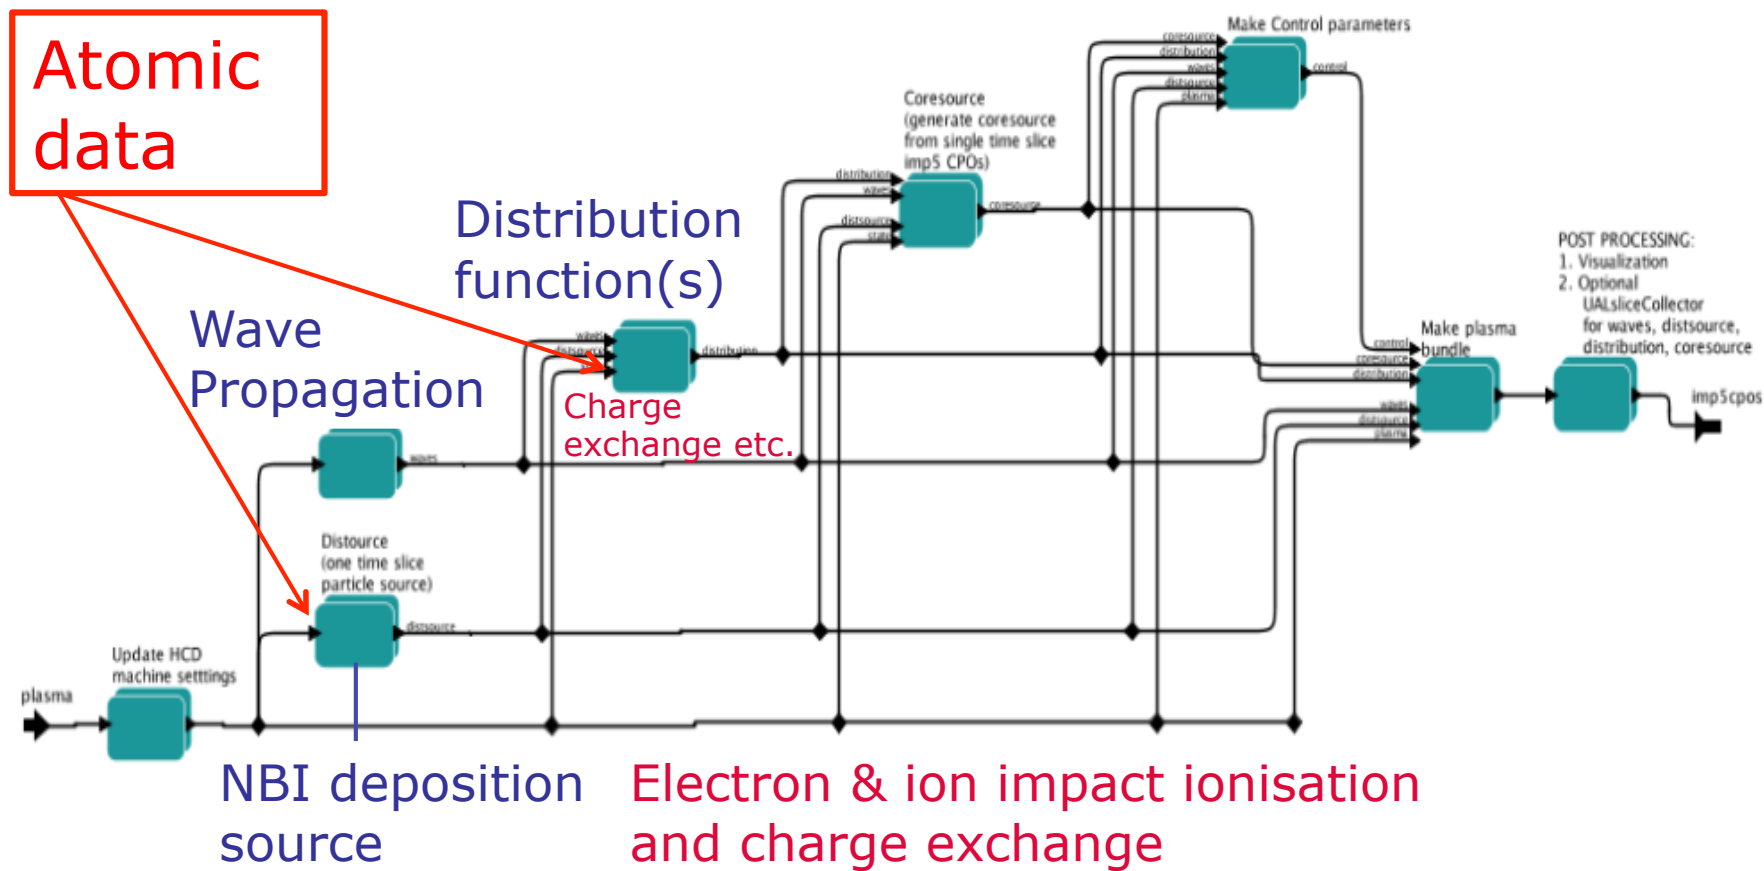 Atomic
data
Make Control parameters
coresource
distribution
waves
distsource
plasma
control
Coresource
(generate coresource
from single time slice
imp5 CPOs)
distribution
waves
distsource
state
coresource
Distribution
function(s)
Wave
Propagation
waves
distsource
distribution
Charge
exchange etc.
waves
POST PROCESSING:
1. Visualization
2. Optional
UALsliceCollector
for waves, distsource,
distribution, coresource
Make plasma
bundle
control
coresource
distribution
waves
distsource
plasma
imp5cpos
Distource
(one time slice
particle source)
distsource
Update HCD
machine setttings
plasma
NBI deposition
source
Electron & ion impact ionisation
and charge exchange